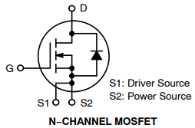 D
G
S1: Driver Source
S2: Power Source
S1 S2
N-CHANNEL MOSFET